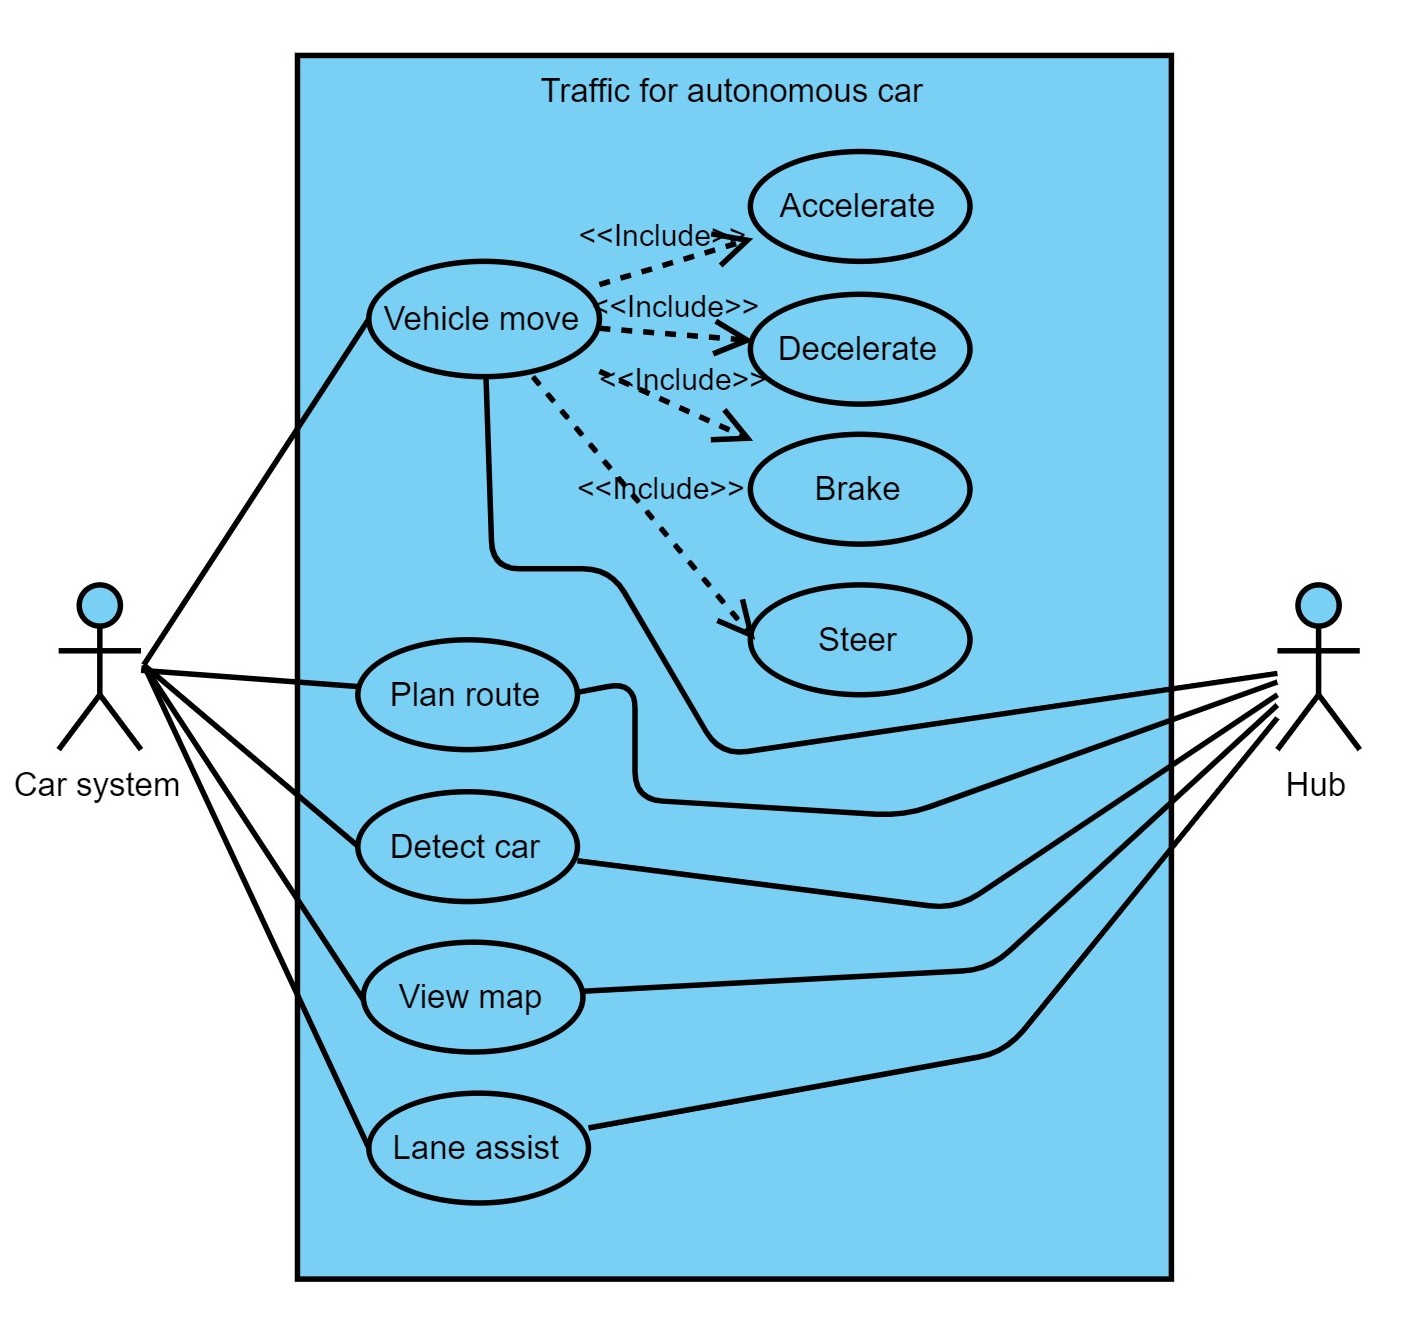 Traffic for autonomous car
Accelerate
<<Include>>
Vehicle move
<<Include>>
Decelerate
<<Include>>
<<Include>>
Brake
Steer
Plan route
Car system
Hub
Detect car
View map
Lane assist